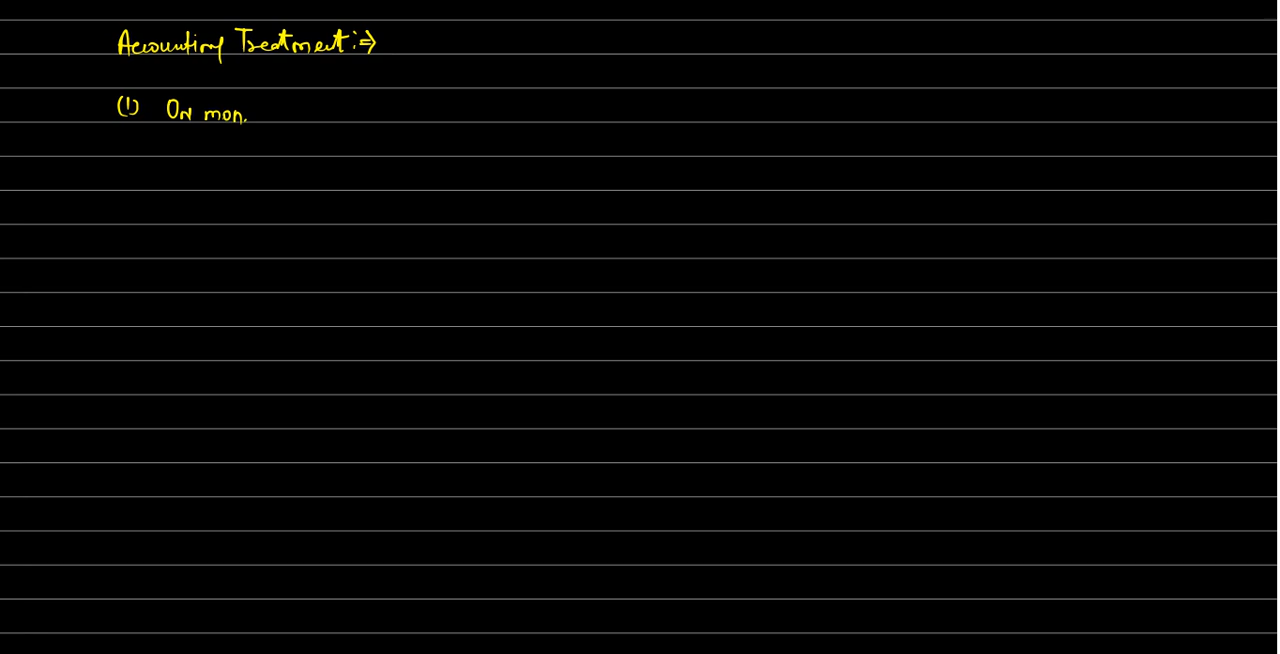 Accounting Treatment :⇒
(1) On mon.